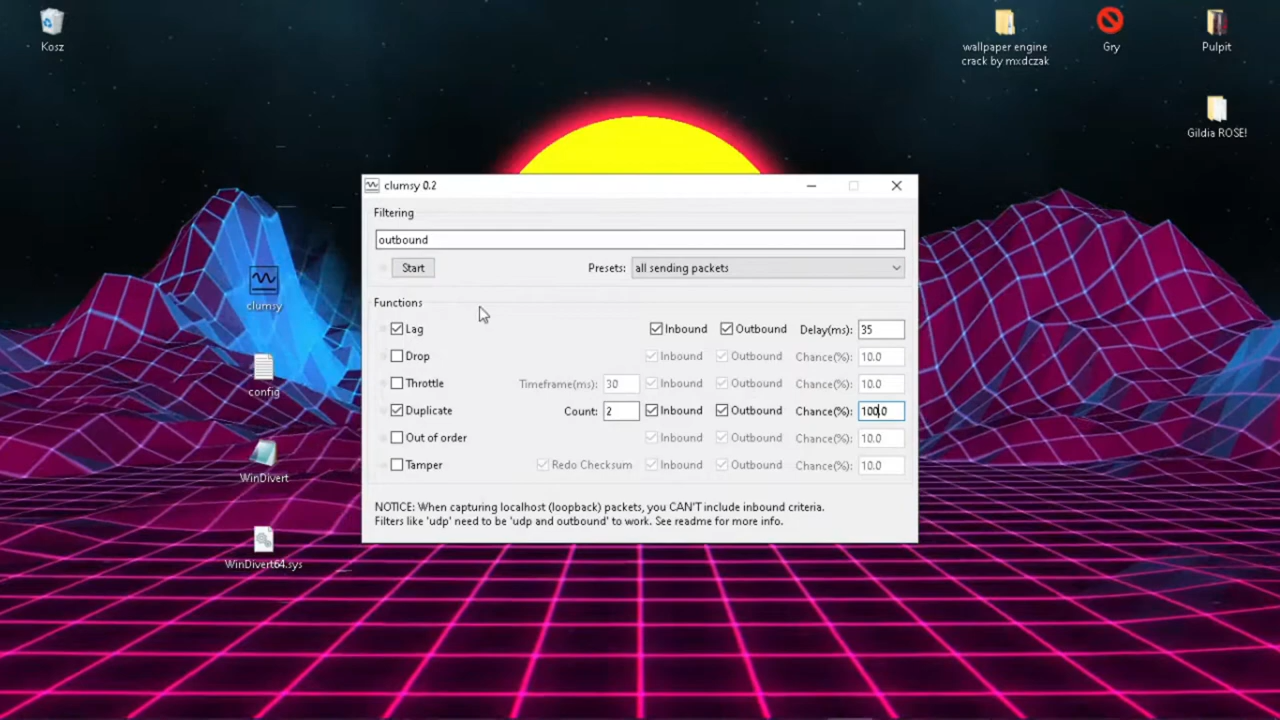 Kosz
wallpaper engine
crack by mxdczak
Gry
Pulpit
Gildia ROSE!
clumsy
config
WinDivert
WinDivert64.sys
clumsy 0.2
Filtering
outbound
Start Presets: all sending packets
Functions
Lag Inbound Outbound Delay(ms): 35
Drop Inbound Outbound Chance(%): 10.0
Throttle Timeframe(ms): 30 Inbound Outbound Chance(%): 10.0
Duplicate Count: 2 Inbound Outbound Chance(%): 100.0
Out of order Inbound Outbound Chance(%): 10.0
Tamper Redo Checksum Inbound Outbound Chance(%): 10.0
NOTICE: When capturing localhost (loopback) packets, you CAN'T include inbound criteria.
Filters like 'udp' need to be 'udp and outbound' to work. See readme for more info.